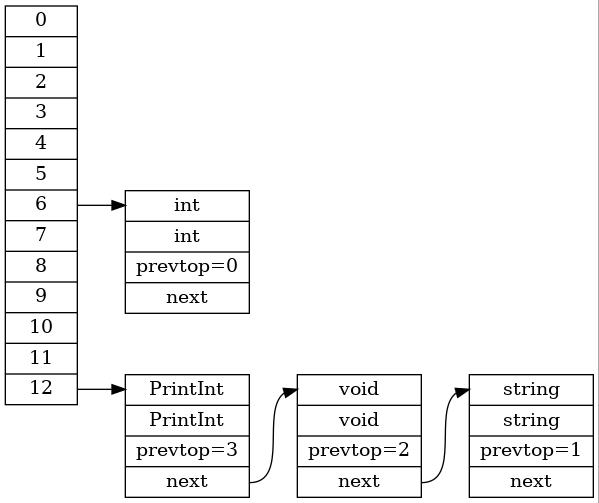 0
1
2
3
4
5
6
7
8
9
10
11
12
int
int
prevtop=0
next
PrintInt
PrintInt
prevtop=3
next
void
void
prevtop=2
next
string
string
prevtop=1
next